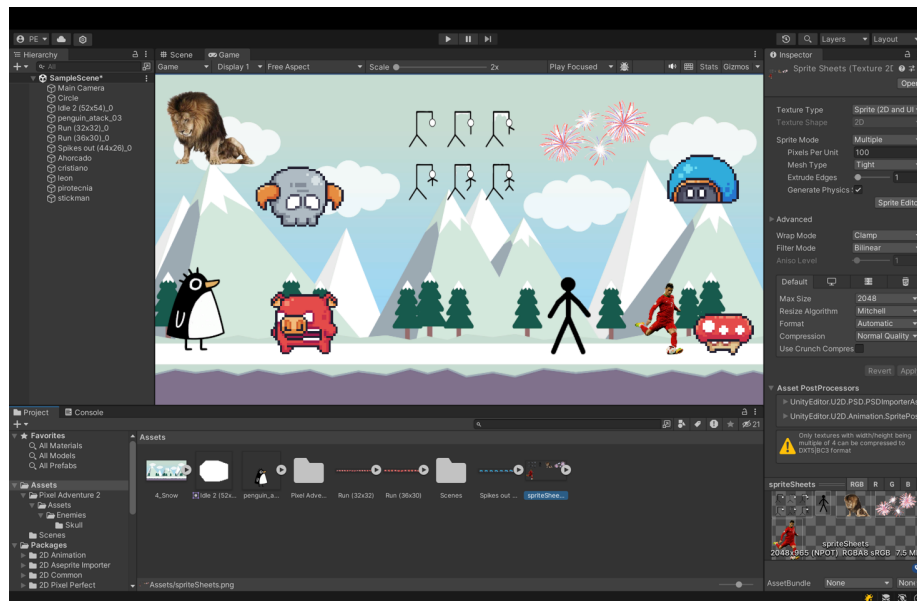 PE
Layers
Layout
Hierarchy
All
SampleScene*
Main Camera
Circle
Idle 2 (52x54)_0
penguin_atack_03
Run (32x32)_0
Run (36x30)_0
Spikes out (44x26)_0
Ahorcado
cristiano
leon
pirotecnia
stickman
Scene
Game
Game
Display 1
Free Aspect
Scale
2x
Play Focused
Stats
Gizmos
Inspector
Sprite Sheets (Texture 2D
Open
Texture Type
Sprite (2D and UI
Texture Shape
2D
Sprite Mode
Multiple
Pixels Per Unit
100
Mesh Type
Tight
Extrude Edges
1
Generate Physics
Sprite Edito
Advanced
Wrap Mode
Clamp
Filter Mode
Bilinear
Aniso Level
1
Default
Max Size
2048
Resize Algorithm
Mitchell
Format
Automatic
Compression
Normal Quality
Use Crunch Compres
Revert
Appl
Asset PostProcessors
UnityEditor.U2D.PSD.PSDImporterAs
UnityEditor.U2D.Animation.SpritePos
Only textures with width/height being
multiple of 4 can be compressed to
DXT5|BC3 format
spriteSheets
RGB
R
G
B
spriteSheets
2048x965 (NPOT) RGBA8 sRGB 7.5 M
AssetBundle
None
Non
Project
Console
21
Favorites
All Materials
All Models
All Prefabs
Assets
Pixel Adventure 2
Assets
Enemies
Skull
Scenes
Packages
2D Animation
2D Aseprite Importer
2D Common
2D Pixel Perfect
Assets
4_Snow
Idle 2 (52x...
penguin_a...
Pixel Adve...
Run (32x32)
Run (36x30)
Scenes
Spikes out ...
spriteShee...
Assets/spriteSheets.png